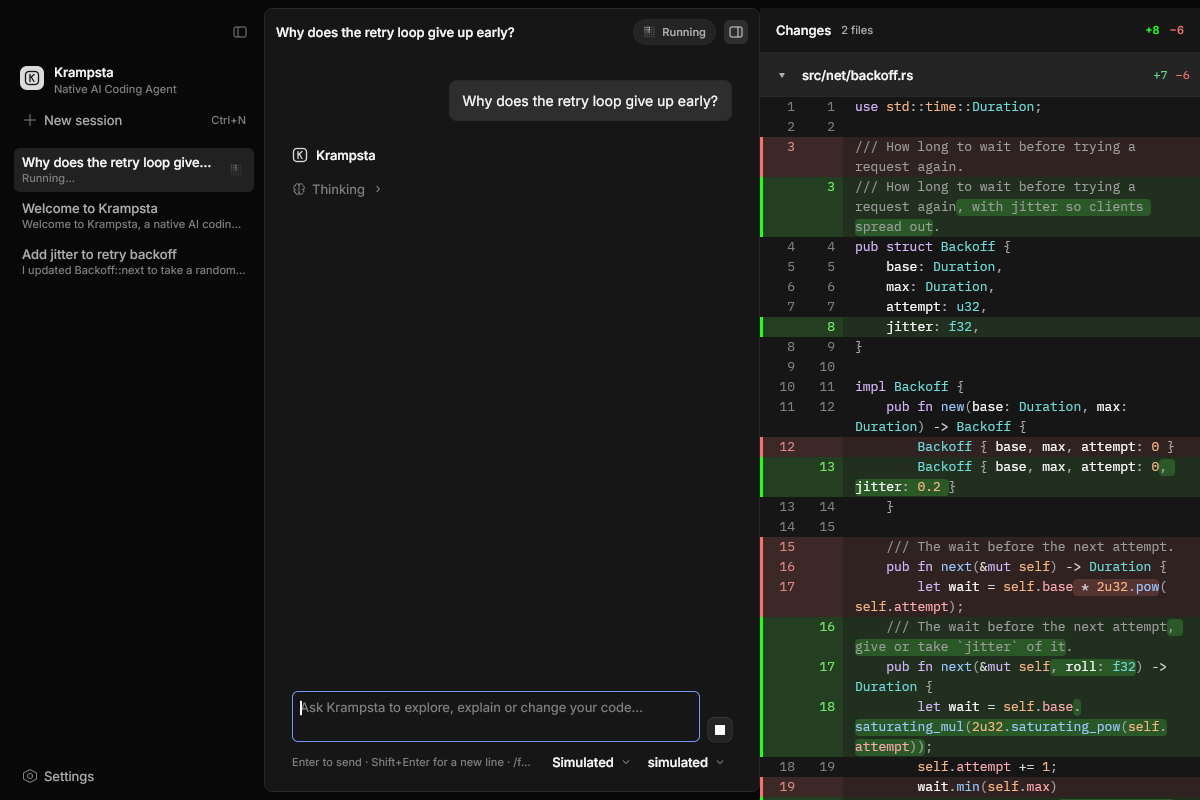 Krampsta
Native AI Coding Agent
New session
Ctrl+N
Why does the retry loop give...
Running...
Welcome to Krampsta
Welcome to Krampsta, a native AI codin...
Add jitter to retry backoff
I updated Backoff::next to take a random...
Settings
Why does the retry loop give up early?
Running
Why does the retry loop give up early?
Krampsta
Thinking
Ask Krampsta to explore, explain or change your code...
Enter to send · Shift+Enter for a new line · /f...
Simulated
simulated
Changes 2 files +8 −6
src/net/backoff.rs +7 −6
1 1 use std::time::Duration;
2 2
3 /// How long to wait before trying a
request again.
3 /// How long to wait before trying a
request again, with jitter so clients
spread out.
4 4 pub struct Backoff {
5 5 base: Duration,
6 6 max: Duration,
7 7 attempt: u32,
8 jitter: f32,
8 9 }
9 10
10 11 impl Backoff {
11 12 pub fn new(base: Duration, max:
Duration) -> Backoff {
12 Backoff { base, max, attempt: 0 }
13 Backoff { base, max, attempt: 0,
jitter: 0.2 }
13 14 }
14 15
15 /// The wait before the next attempt.
16 pub fn next(&mut self) -> Duration {
17 let wait = self.base * 2u32.pow(
self.attempt);
16 /// The wait before the next attempt,
give or take `jitter` of it.
17 pub fn next(&mut self, roll: f32) ->
Duration {
18 let wait = self.base.
saturating_mul(2u32.saturating_pow(self.
attempt));
18 19 self.attempt += 1;
19 wait.min(self.max)